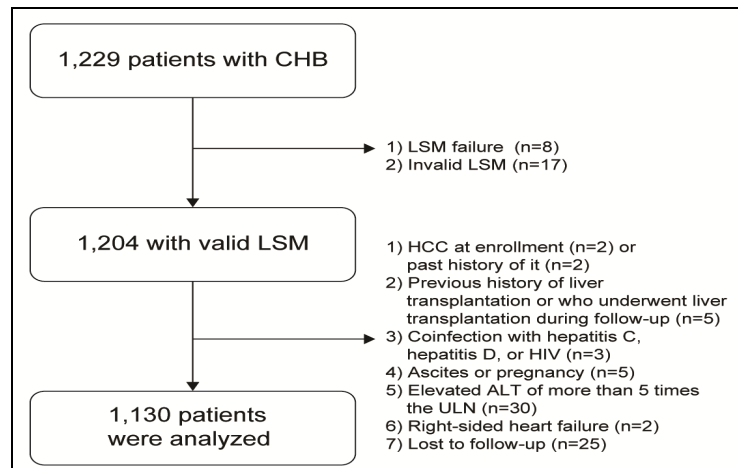 1,229 patients with CHB
1) LSM failure (n=8)
2) Invalid LSM (n=17)
1,204 with valid LSM
1) HCC at enrollment (n=2) or
past history of it (n=2)
2) Previous history of liver
transplantation or who underwent liver
transplantation during follow-up (n=5)
3) Coinfection with hepatitis C,
hepatitis D, or HIV (n=3)
4) Ascites or pregnancy (n=5)
5) Elevated ALT of more than 5 times
the ULN (n=30)
6) Right-sided heart failure (n=2)
7) Lost to follow-up (n=25)
1,130 patients
were analyzed